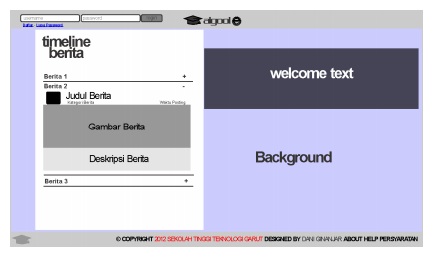 username password
Daftar Lupa Password
algool e
timeline
berita
welcome text
Berita 1 +
Berita 2 -
Judul Berita
Kategori Berita Waktu Posting
Gambar Berita
Deskripsi Berita
Background
Berita 3 +
© COPYRIGHT 2012 SEKOLAH TINGGI TEKNOLOGI GARUT DESIGNED BY DANI GINANJAR ABOUT HELP PERSYARATAN